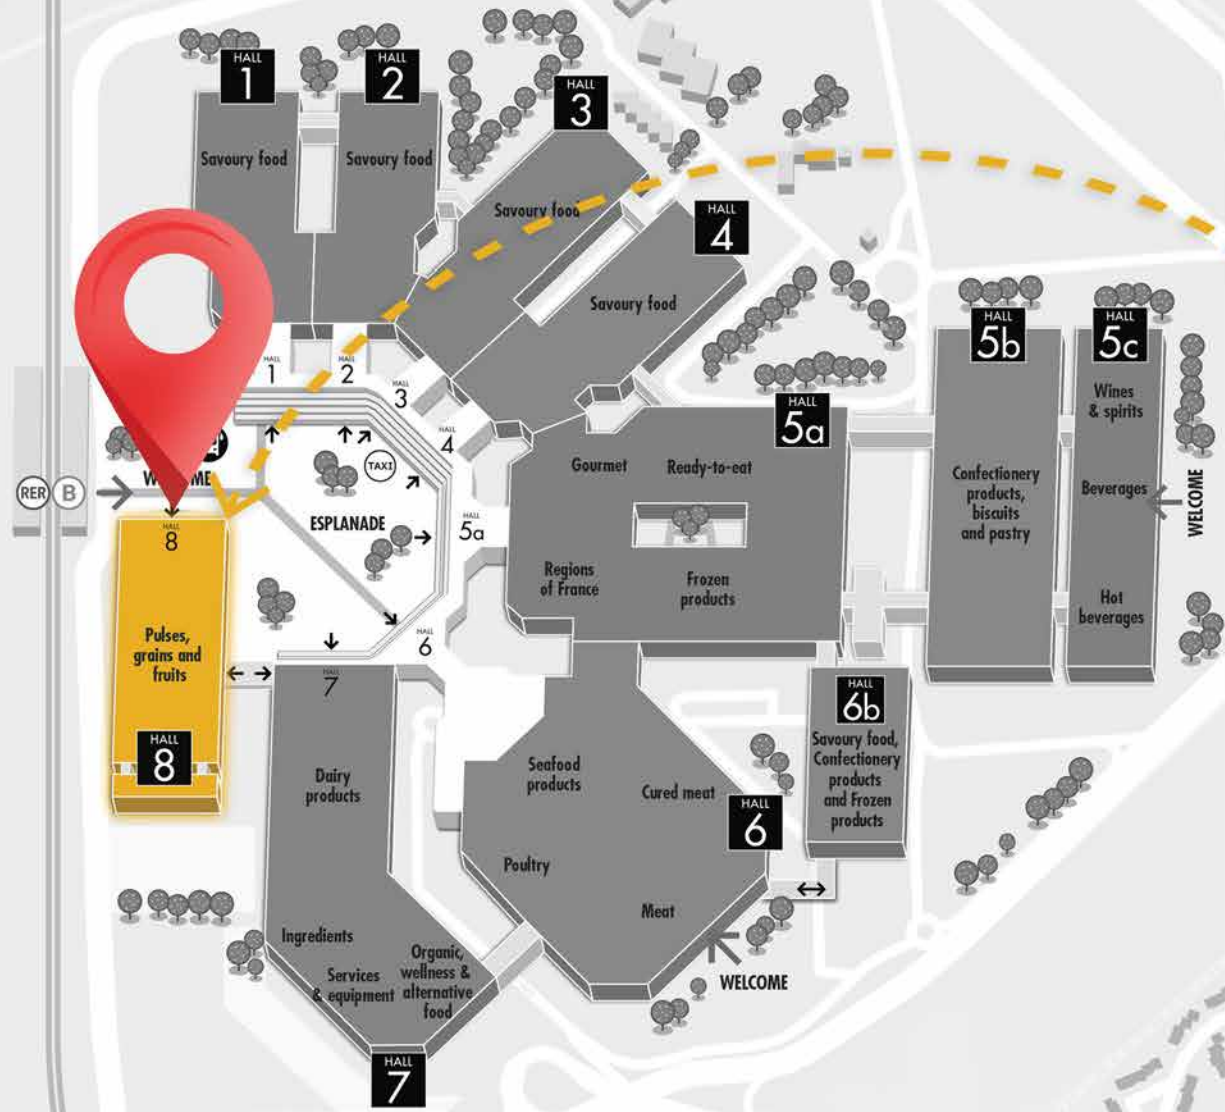 HALL
1
HALL
2
HALL
3
HALL
4
Savoury food
Savoury food
Savoury food
Savoury food
HALL
5b
HALL
5c
HALL
5a
Wines
& spirits
Beverages
Hot
beverages
WELCOME
Confectionery
products,
biscuits
and pastry
Gourmet
Ready-to-eat
Regions
of France
Frozen
products
HALL
1
HALL
2
HALL
3
HALL
4
HALL
5a
HALL
6
HALL
7
HALL
8
TAXI
ESPLANADE
RER
B
WELCOME
Pulses,
grains and
fruits
HALL
8
Dairy
products
Ingredients
Services
& equipment
Organic,
wellness &
alternative
food
HALL
7
Seafood
products
Cured meat
Poultry
Meat
HALL
6
WELCOME
HALL
6b
Savoury food,
Confectionery
products
and Frozen
products